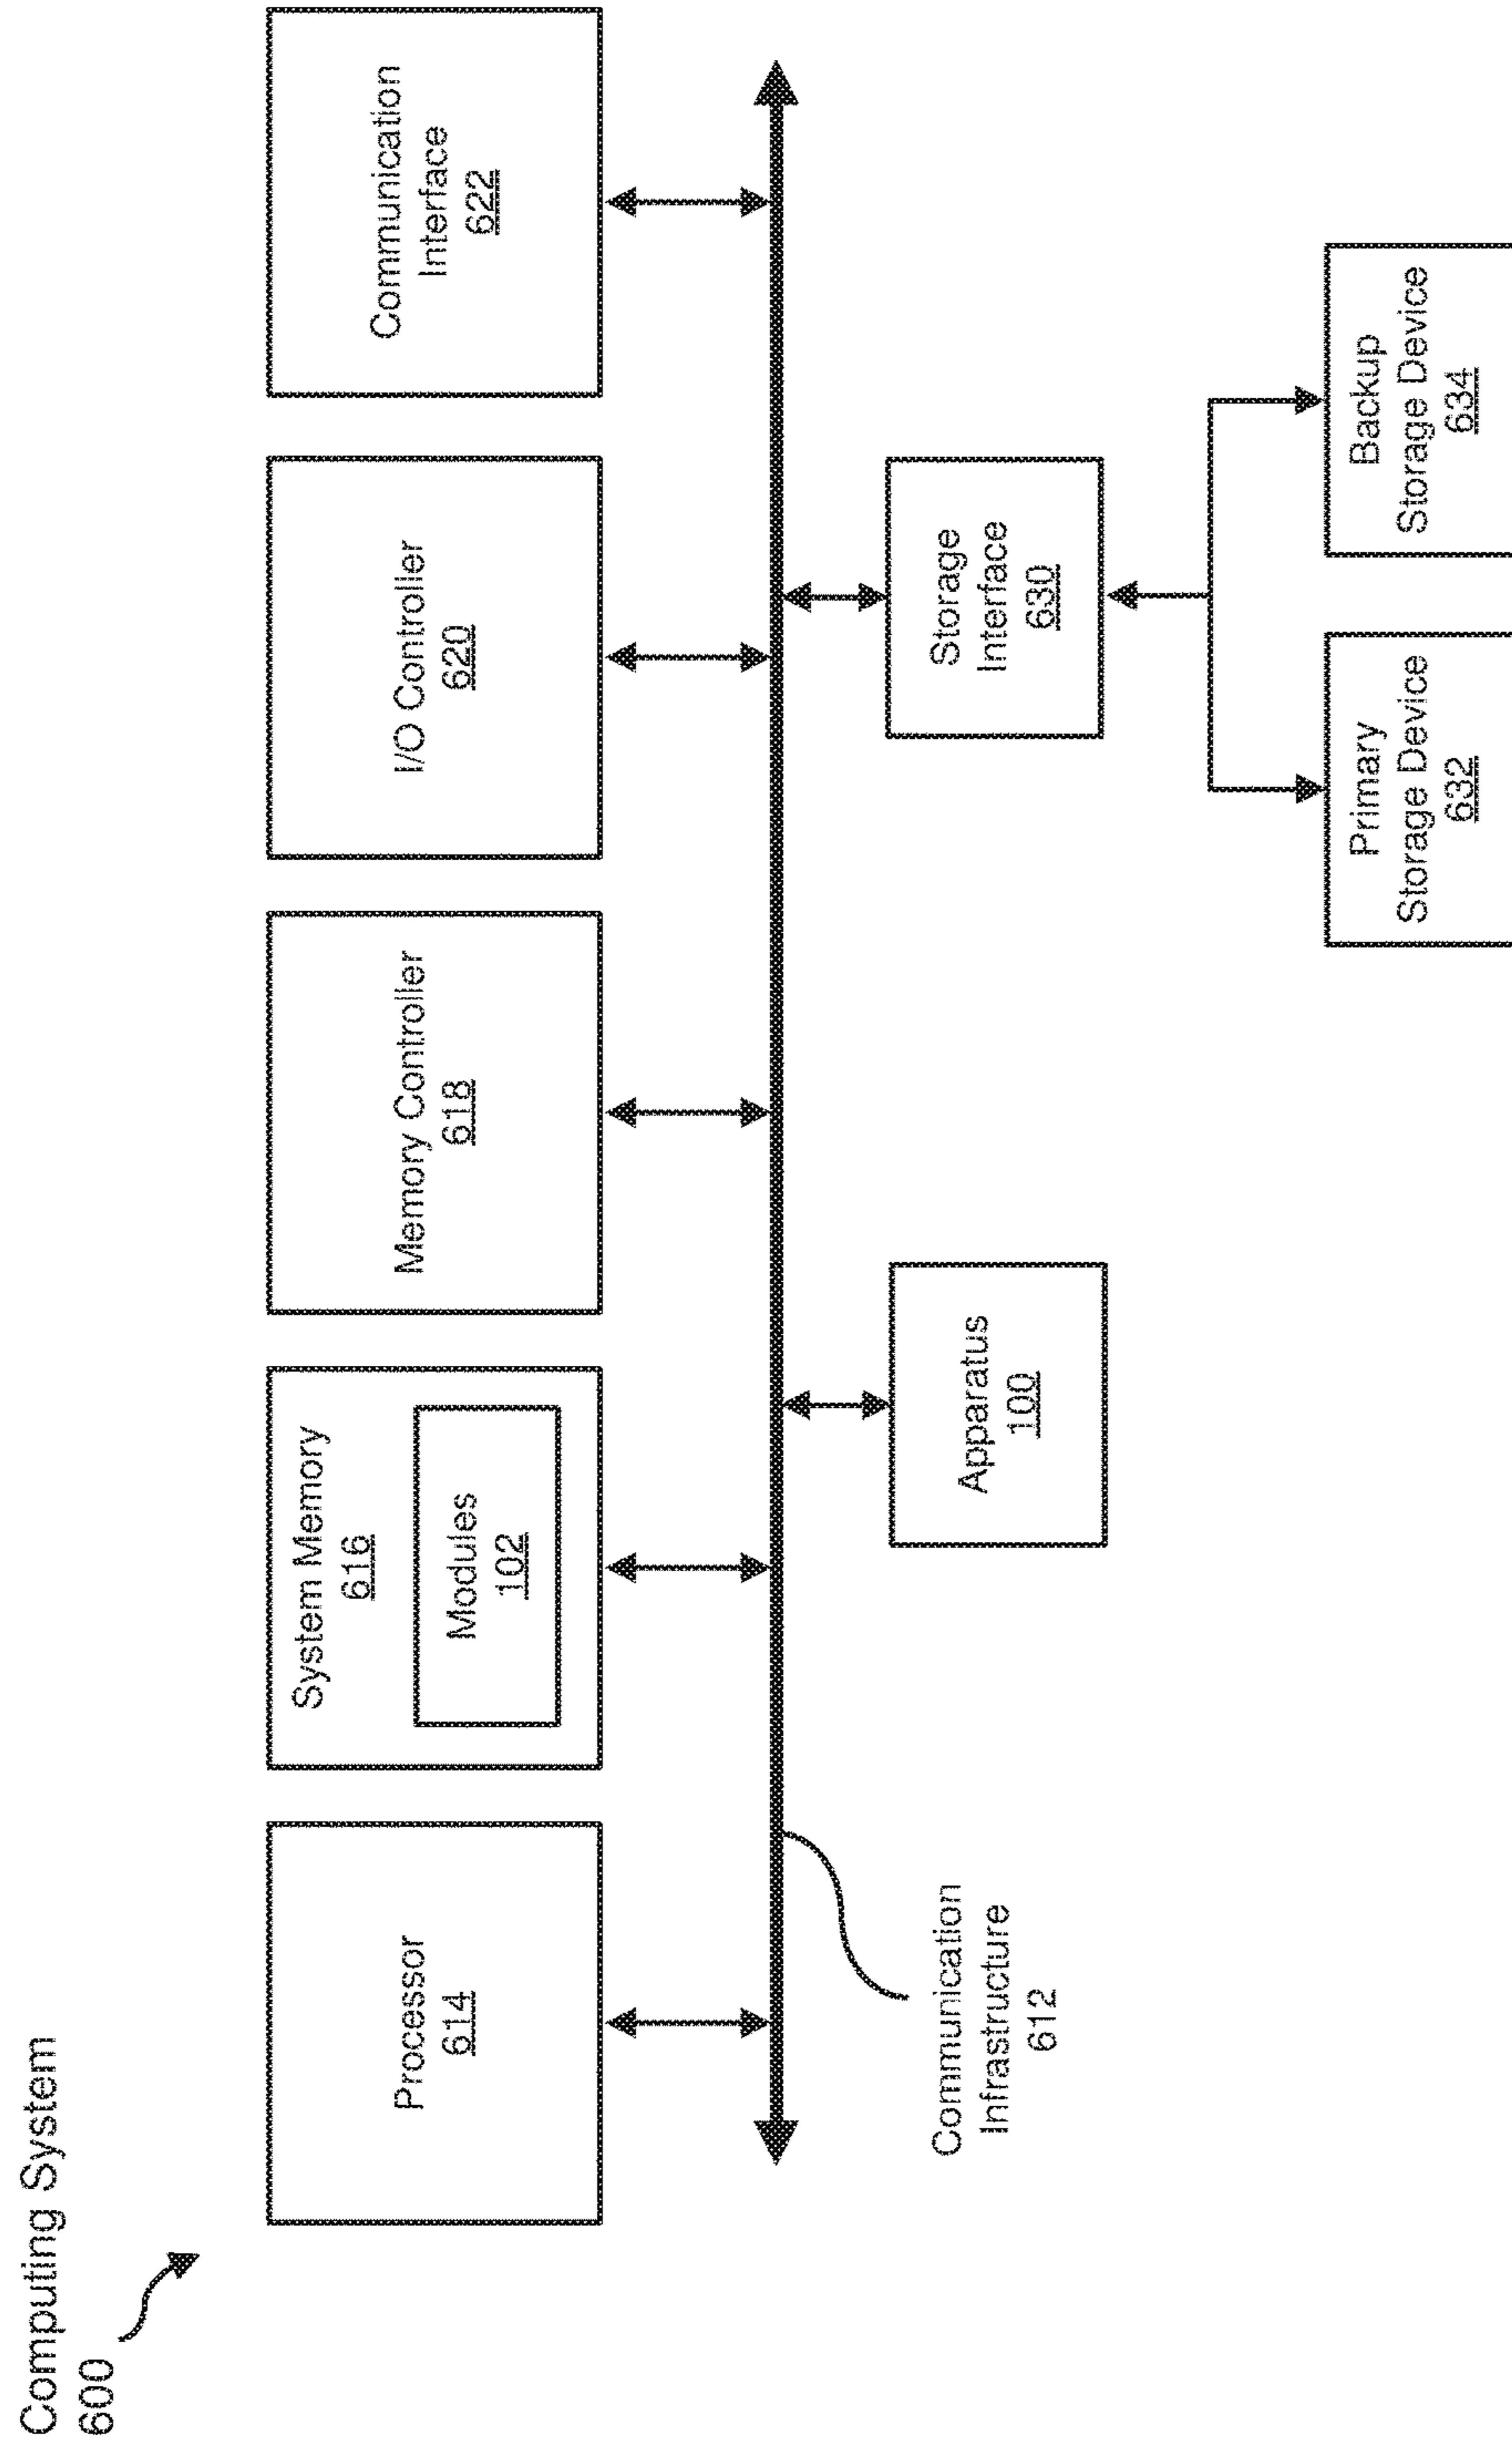 Computing System
600
Processor
614
System Memory
616
Modules
102
Memory Controller
618
I/O Controller
620
Communication
Interface
622
Communication
Infrastructure
612
Apparatus
100
Storage
Interface
630
Primary
Storage Device
632
Backup
Storage Device
634